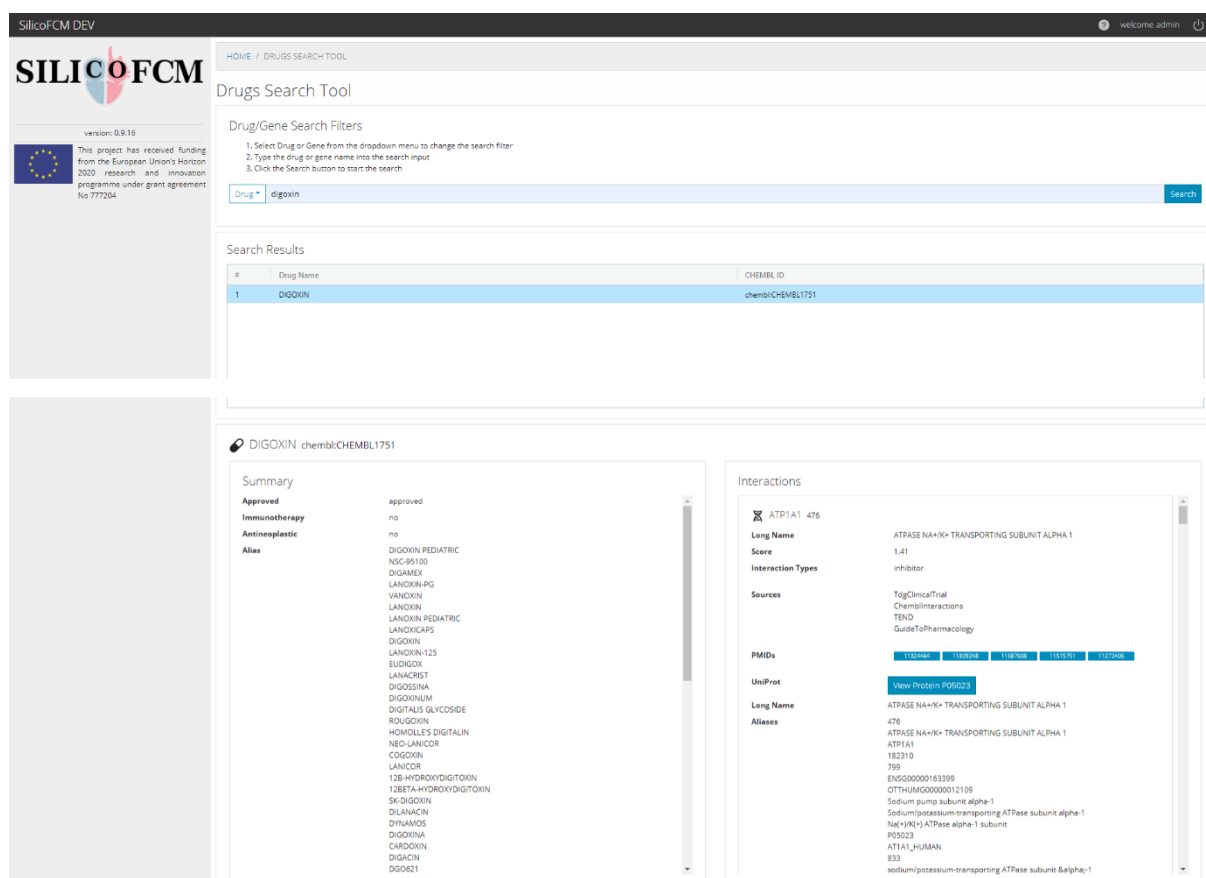 SilicoFCM DEV
welcome admin
SILICOFCM
version: 0.9.16
This project has received funding
from the European Union's Horizon
2020 research and innovation
programme under grant agreement
No 777204
HOME / DRUGS SEARCH TOOL
Drugs Search Tool
Drug/Gene Search Filters
1. Select Drug or Gene from the dropdown menu to change the search filter
2. Type the drug or gene name into the search input
3. Click the Search button to start the search
Drug digoxin Search
Search Results
# Drug Name CHEMBL ID
1 DIGOXIN chembl:CHEMBL1751
DIGOXIN chembl:CHEMBL1751
Summary
Approved approved
Immunotherapy no
Antineoplastic no
Alias DIGOXIN PEDIATRIC
NSC-95100
DIGAMEX
LANOXIN-PG
VANOXIN
LANOXIN
LANOXIN PEDIATRIC
LANOXICAPS
DIGOXIN
LANOXIN-125
EUDIGOX
LANACRIST
DIGOSSINA
DIGOXINUM
DIGITALIS GLYCOSIDE
ROUGOXIN
HOMOLLE'S DIGITALIN
NEO-LANICOR
COGOXIN
LANICOR
12B-HYDROXYDIGITOXIN
12BETA-HYDROXYDIGITOXIN
SK-DIGOXIN
DILANACIN
DYNAMOS
DIGOXINA
CARDOXIN
DIGACIN
DGO621
Interactions
ATP1A1 476
Long Name ATPASE NA+/K+ TRANSPORTING SUBUNIT ALPHA 1
Score 1.41
Interaction Types inhibitor
Sources TdgClinicalTrial
ChemblInteractions
TEND
GuideToPharmacology
PMIDs 11324464 11309248 11687608 11515751 11272406
UniProt View Protein P05023
Long Name ATPASE NA+/K+ TRANSPORTING SUBUNIT ALPHA 1
Aliases 476
ATPASE NA+/K+ TRANSPORTING SUBUNIT ALPHA 1
ATP1A1
182310
799
ENSG00000163399
OTTHUMG00000012109
Sodium pump subunit alpha-1
Sodium/potassium-transporting ATPase subunit alpha-1
Na(+)/K(+) ATPase alpha-1 subunit
P05023
AT1A1_HUMAN
833
sodium/potassium-transporting ATPase subunit &alpha;-1